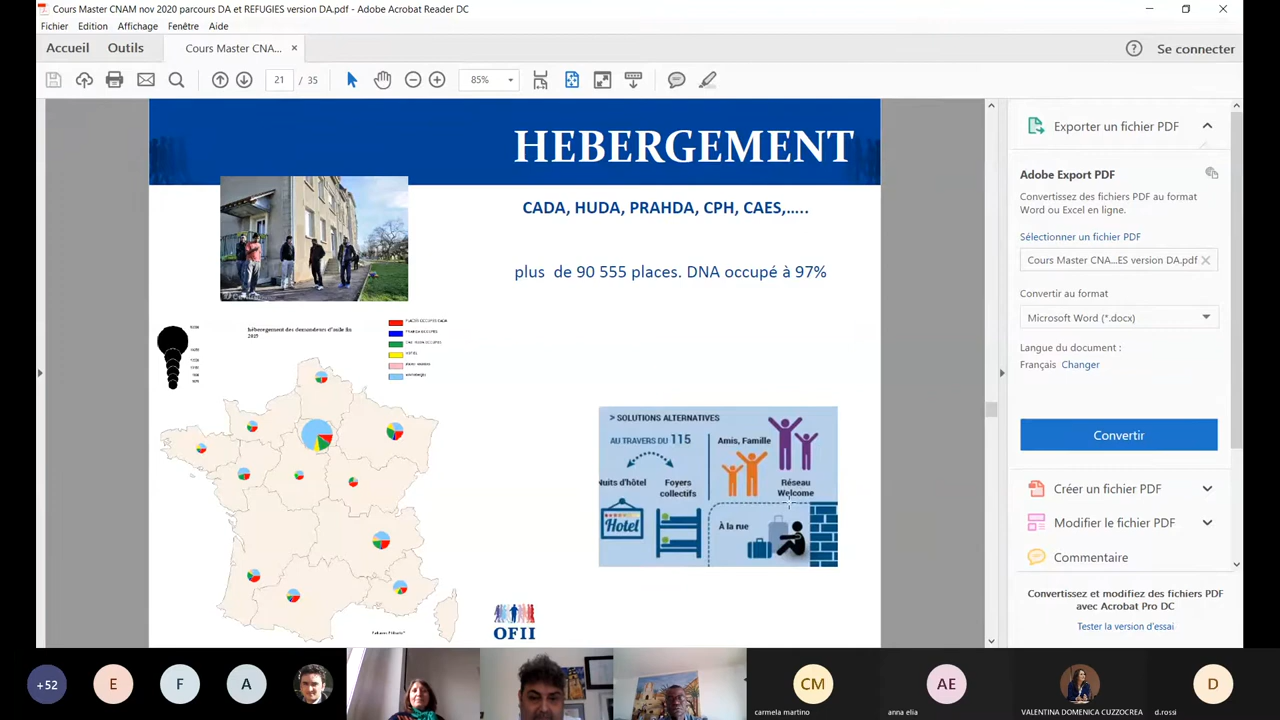 Cours Master CNAM nov 2020 parcours DA et REFUGIES version DA.pdf - Adobe Acrobat Reader DC
Fichier Edition Affichage Fenêtre Aide
Accueil Outils Cours Master CNA... × Se connecter
21 / 35 85%
HEBERGEMENT
CADA, HUDA, PRAHDA, CPH, CAES,.....
plus de 90 555 places. DNA occupé à 97%
hébergement des demandeurs d'asile fin
> SOLUTIONS ALTERNATIVES
AU TRAVERS DU 115
Nuits d'hôtel
Foyers
collectifs
Hotel
Amis, Famille
Réseau
Welcome
À la rue
OFII
Exporter un fichier PDF
Adobe Export PDF
Convertissez des fichiers PDF au format
Word ou Excel en ligne.
Sélectionner un fichier PDF
Cours Master CNA...ES version DA.pdf ×
Convertir au format
Microsoft Word (*.docx)
Langue du document :
Français Changer
Convertir
Créer un fichier PDF
Modifier le fichier PDF
Commentaire
Convertissez et modifiez des fichiers PDF
avec Acrobat Pro DC
Tester la version d'essai
+52 E F A CM AE D
carmela martino
anna elia
VALENTINA DOMENICA CUZZOCREA
d.rossi